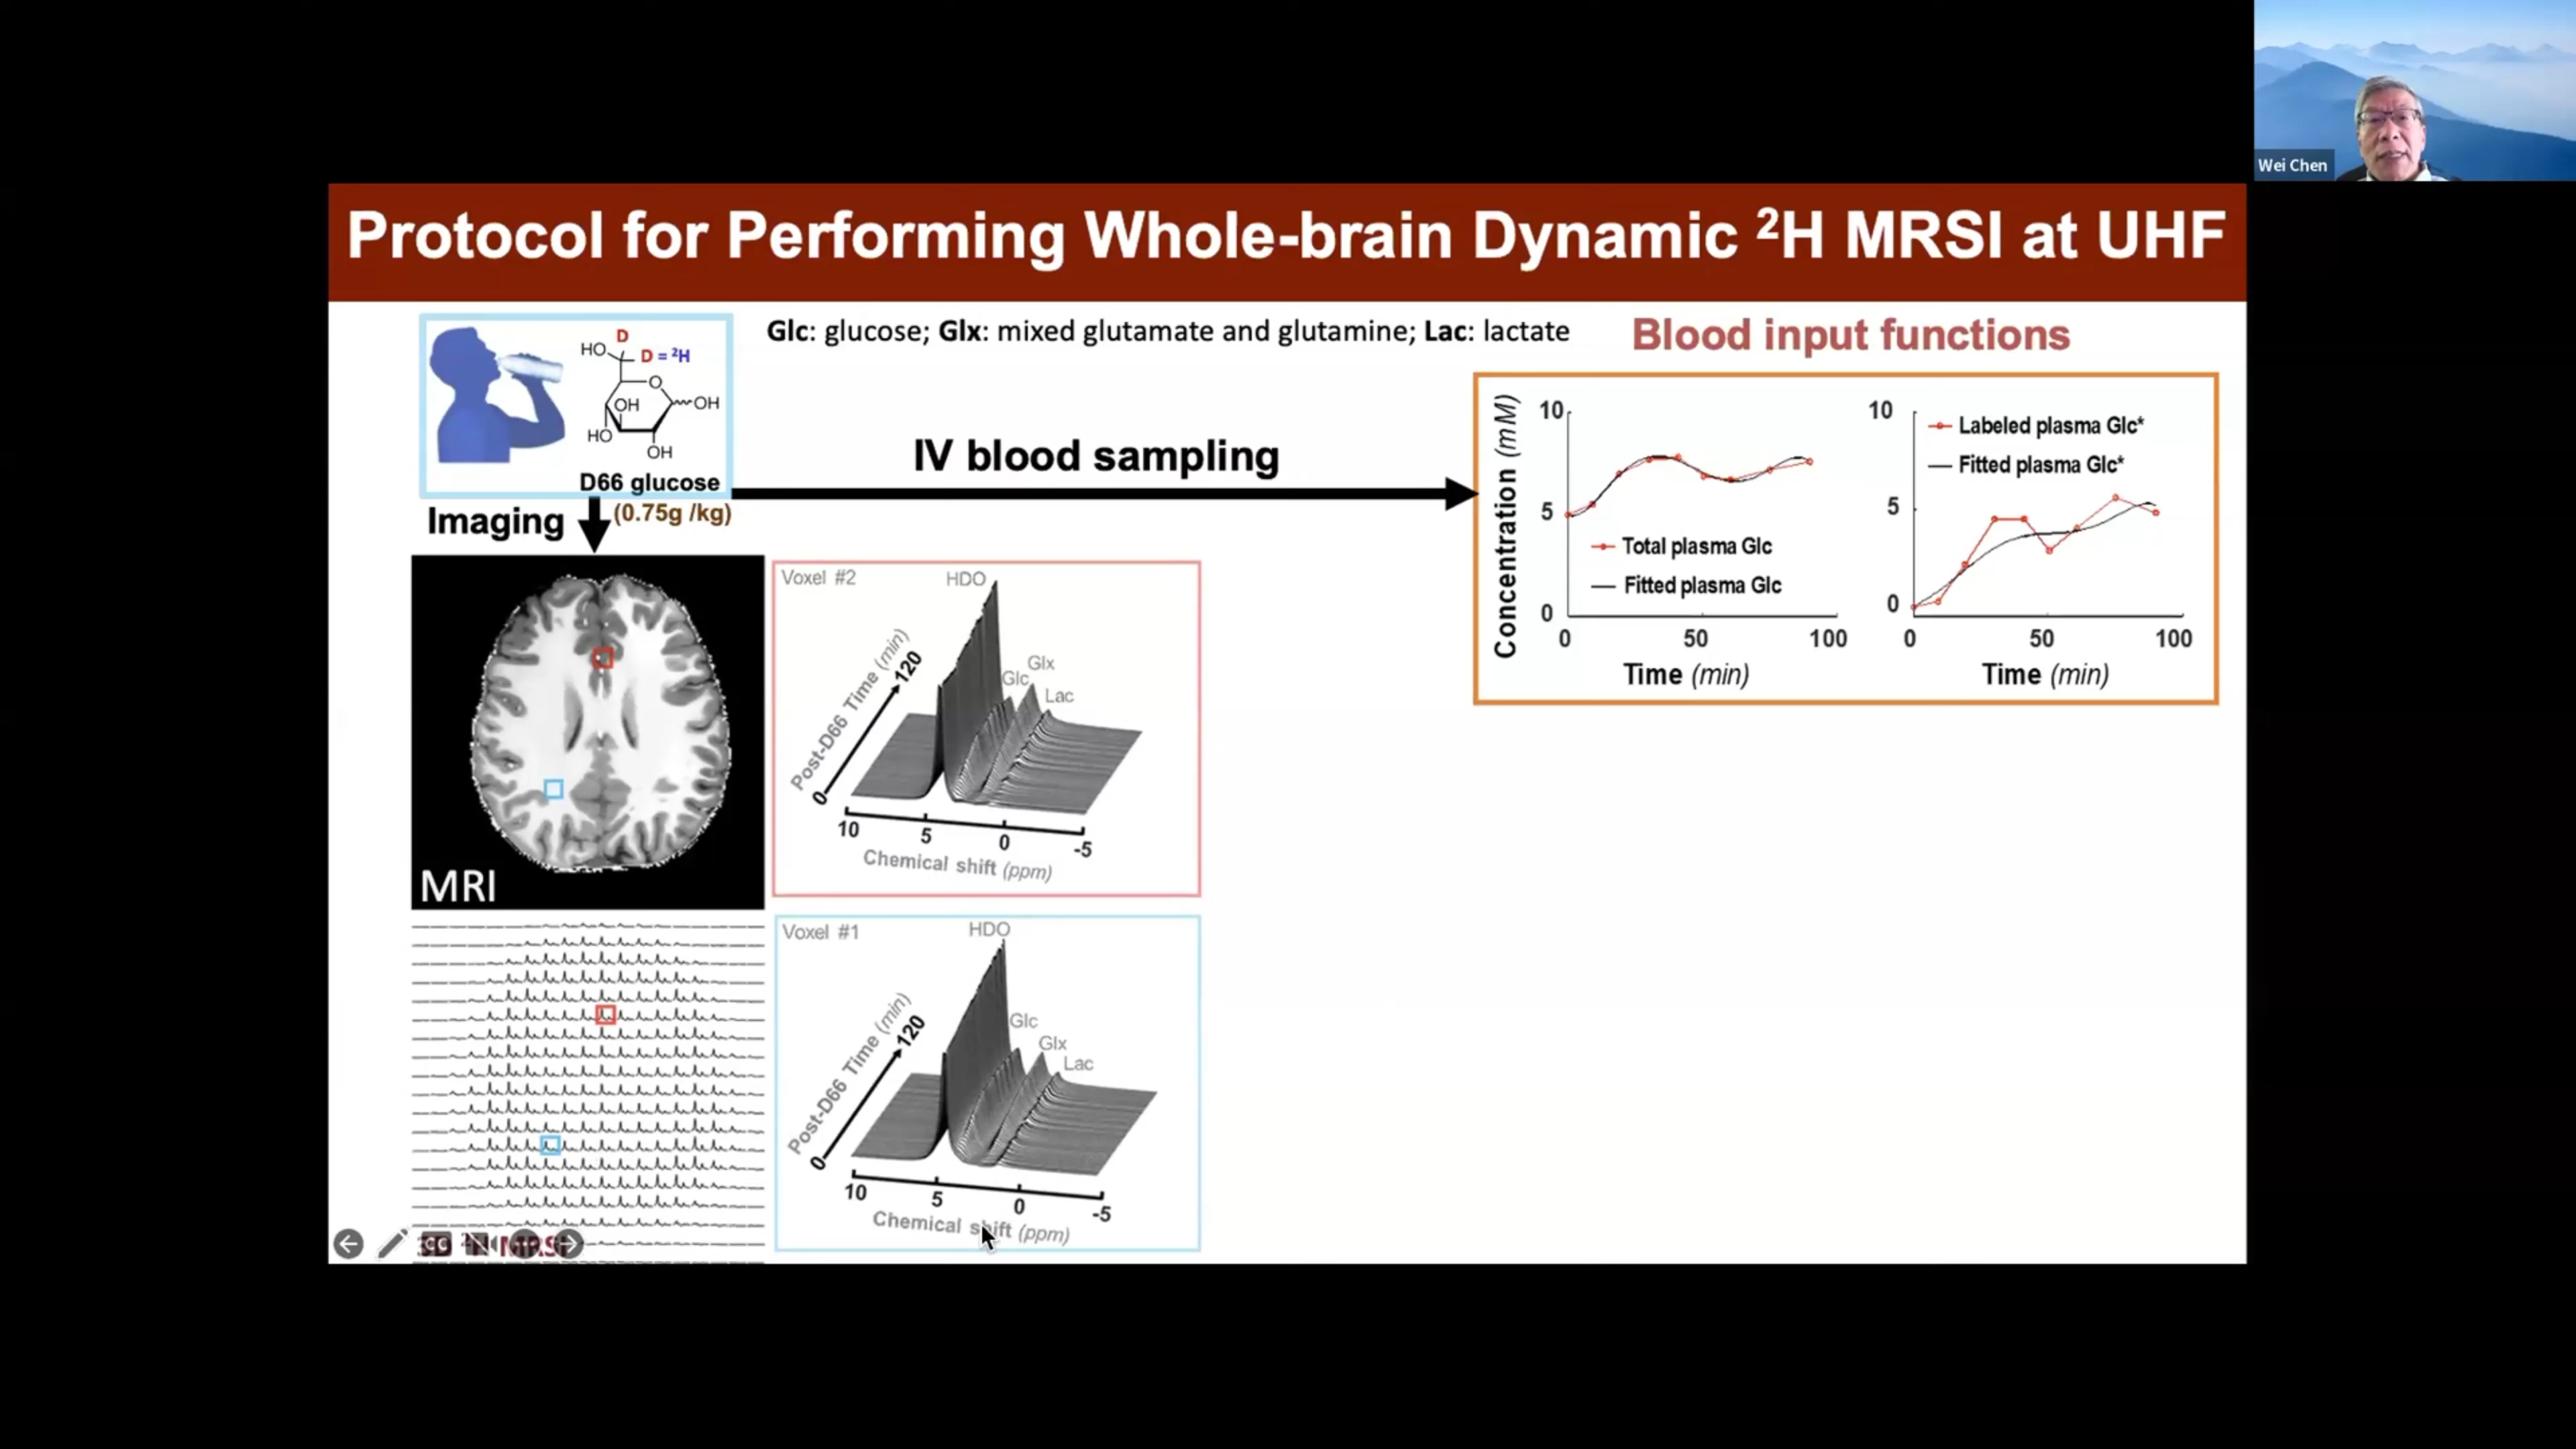 Wei Chen
Protocol for Performing Whole-brain Dynamic ²H MRSI at UHF
D
HO
D = ²H
O
OH
OH
HO
OH
D66 glucose
(0.75g /kg)
Glc: glucose; Glx: mixed glutamate and glutamine; Lac: lactate
Blood input functions
IV blood sampling
Imaging
Concentration (mM)
10
5
0
Total plasma Glc
Fitted plasma Glc
0
50
100
Time (min)
10
5
0
Labeled plasma Glc*
Fitted plasma Glc*
0
50
100
Time (min)
MRI
Voxel #2
HDO
Glc
Glx
Lac
Post-D66 Time (min)
0
120
10
5
0
-5
Chemical shift (ppm)
Voxel #1
HDO
Glc
Glx
Lac
Post-D66 Time (min)
0
120
10
5
0
-5
Chemical shift (ppm)
3D ²H MRSI